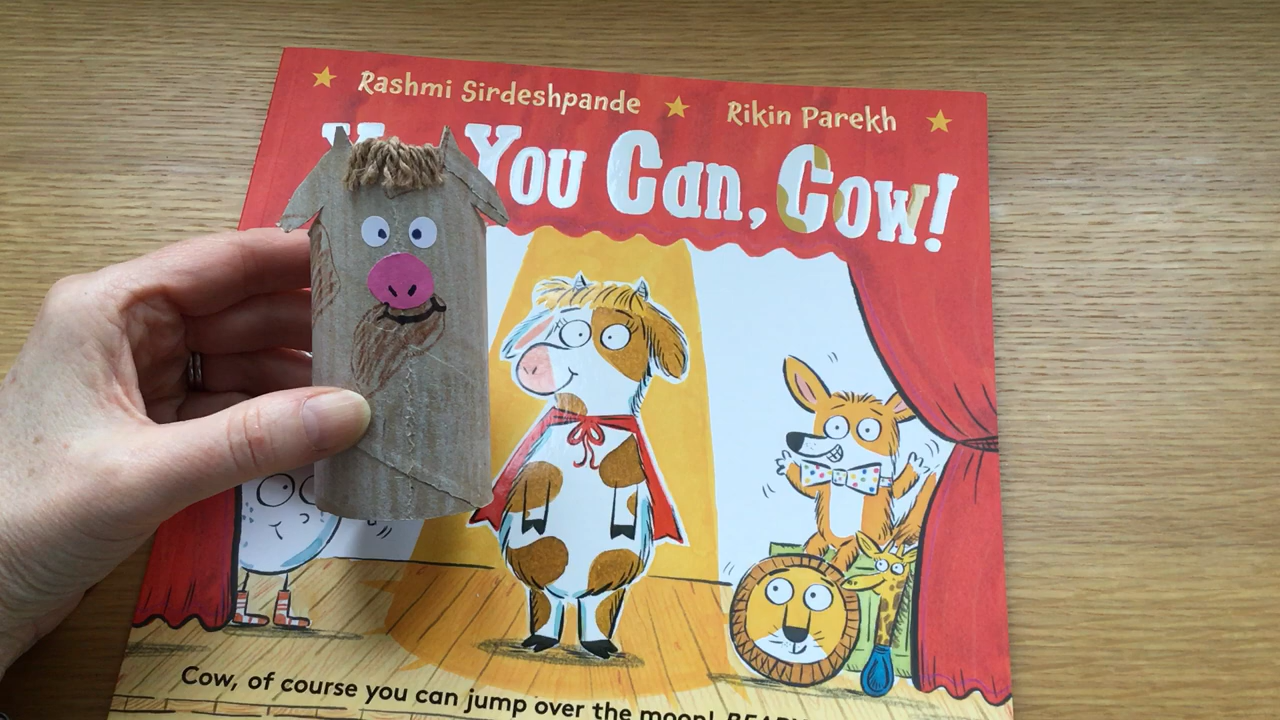 Rashmi Sirdeshpande Rikin Parekh
You Can, Cow!
Cow, of course you can jump over the moon!